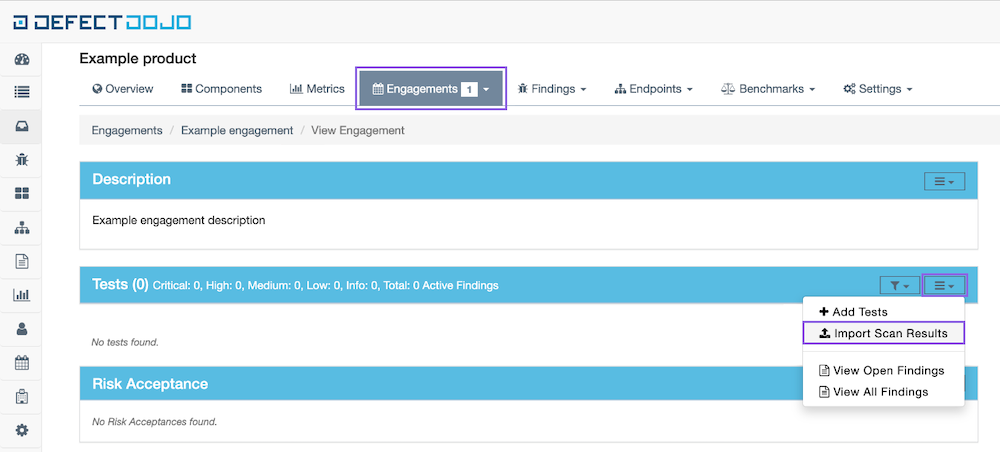 DEFECTDOJO
Example product
Overview Components Metrics Engagements 1 Findings Endpoints Benchmarks Settings
Engagements / Example engagement / View Engagement
Description
Example engagement description
Tests (0) Critical: 0, High: 0, Medium: 0, Low: 0, Info: 0, Total: 0 Active Findings
Add Tests
Import Scan Results
No tests found.
View Open Findings
Risk Acceptance
View All Findings
No Risk Acceptances found.